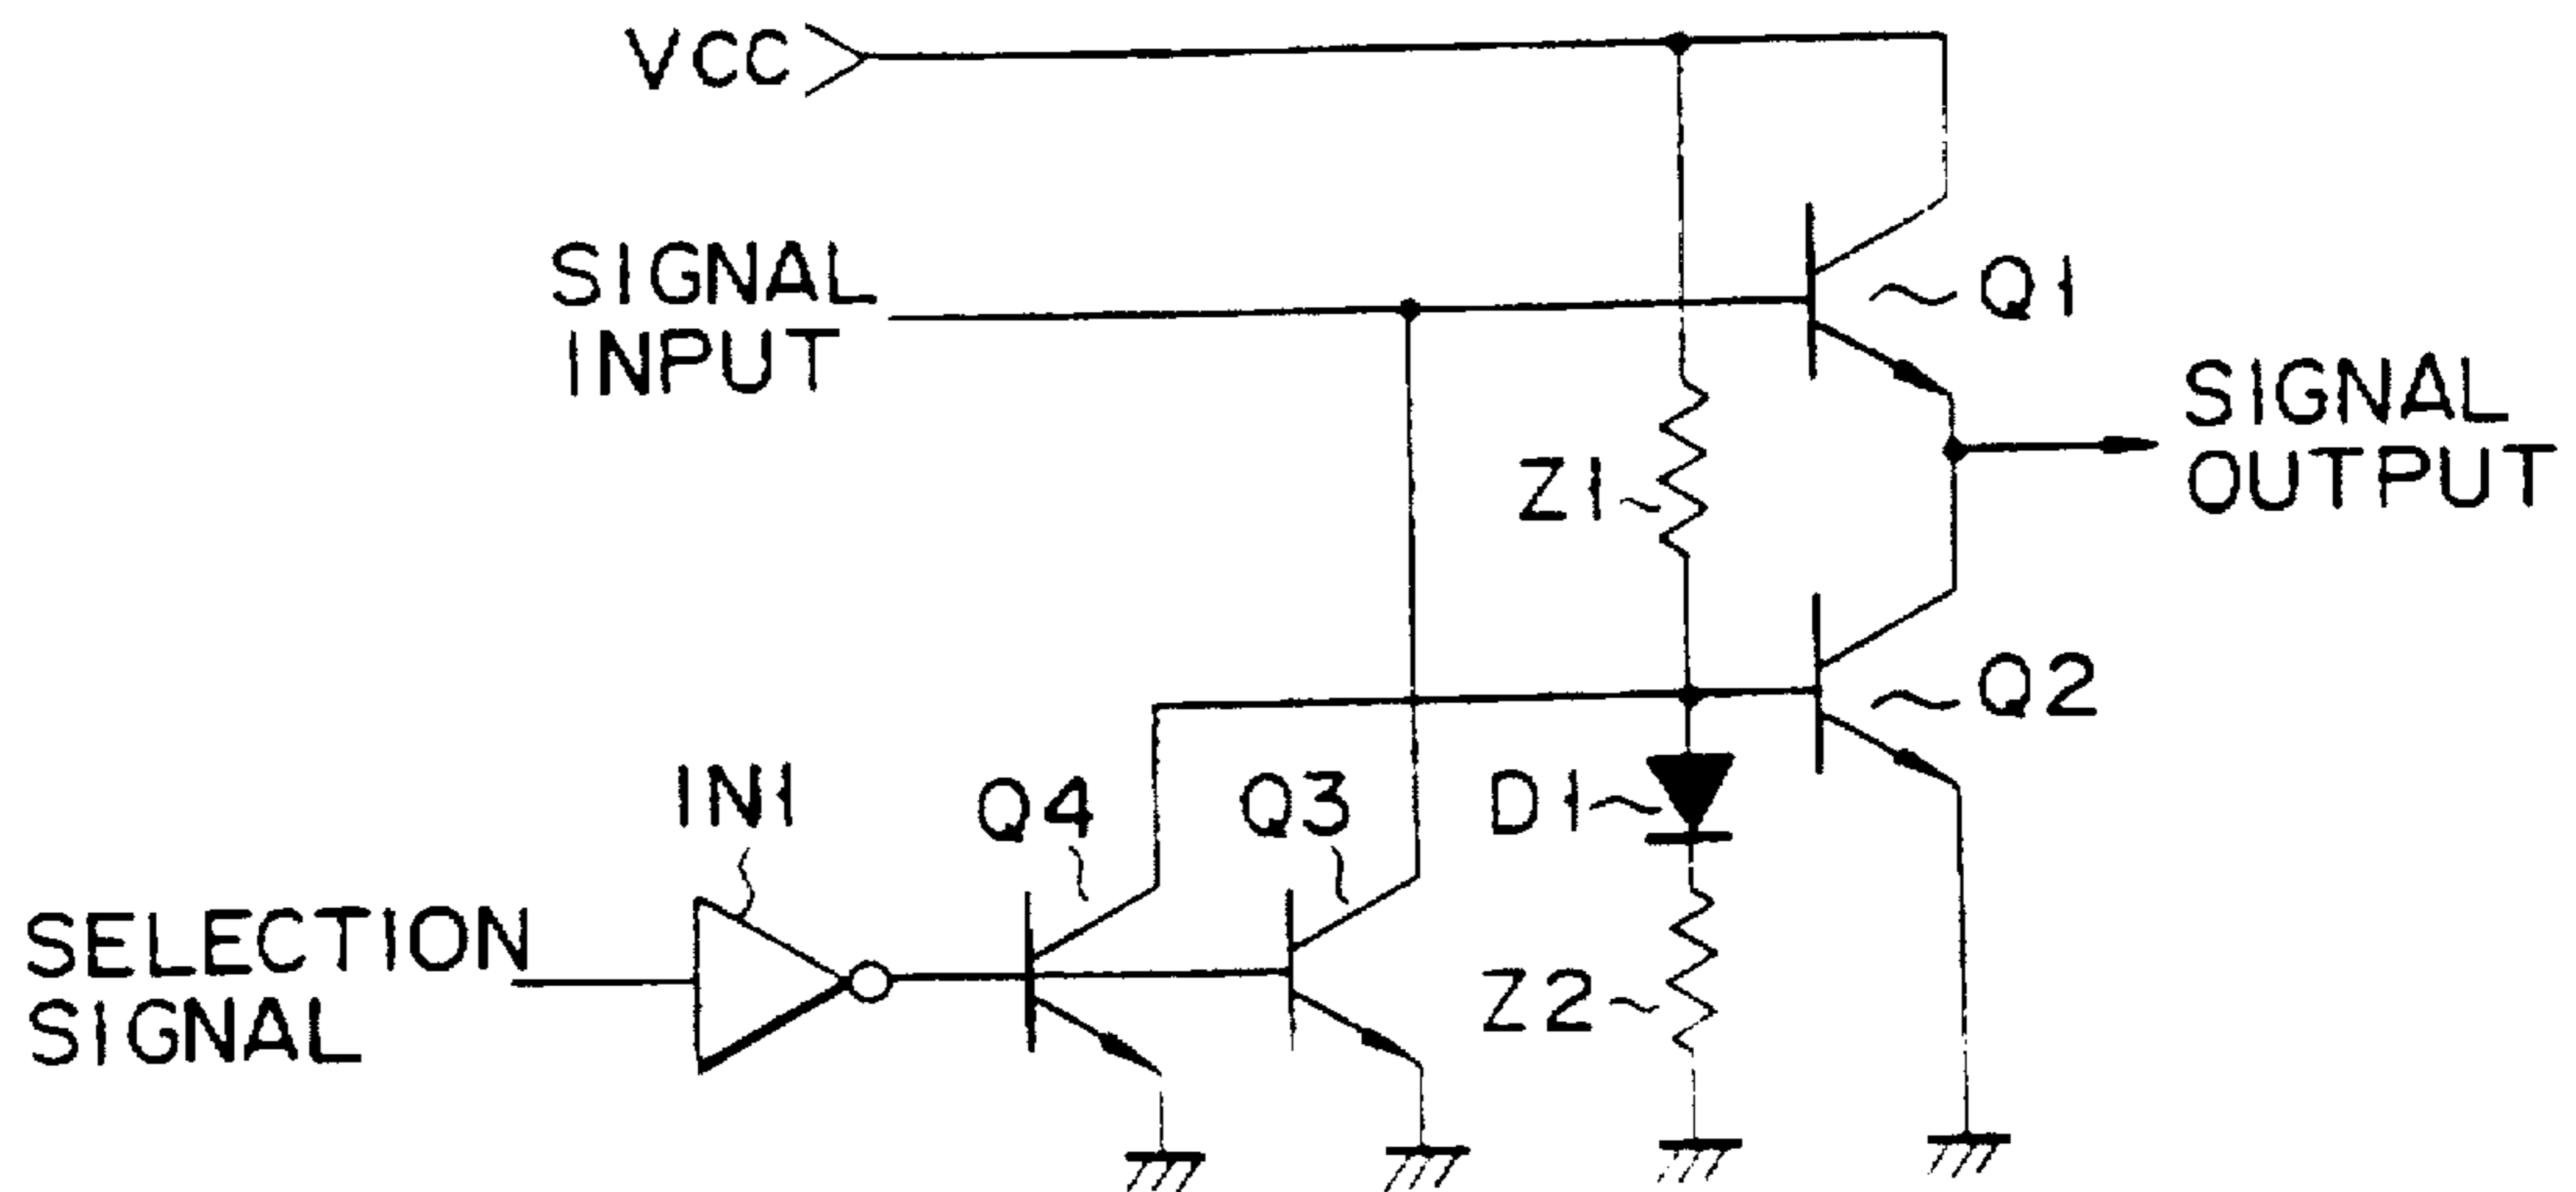 VCC
SIGNAL
INPUT
Q1
SIGNAL
OUTPUT
Z1
Q2
IN1
Q4
Q3
D1
SELECTION
SIGNAL
Z2